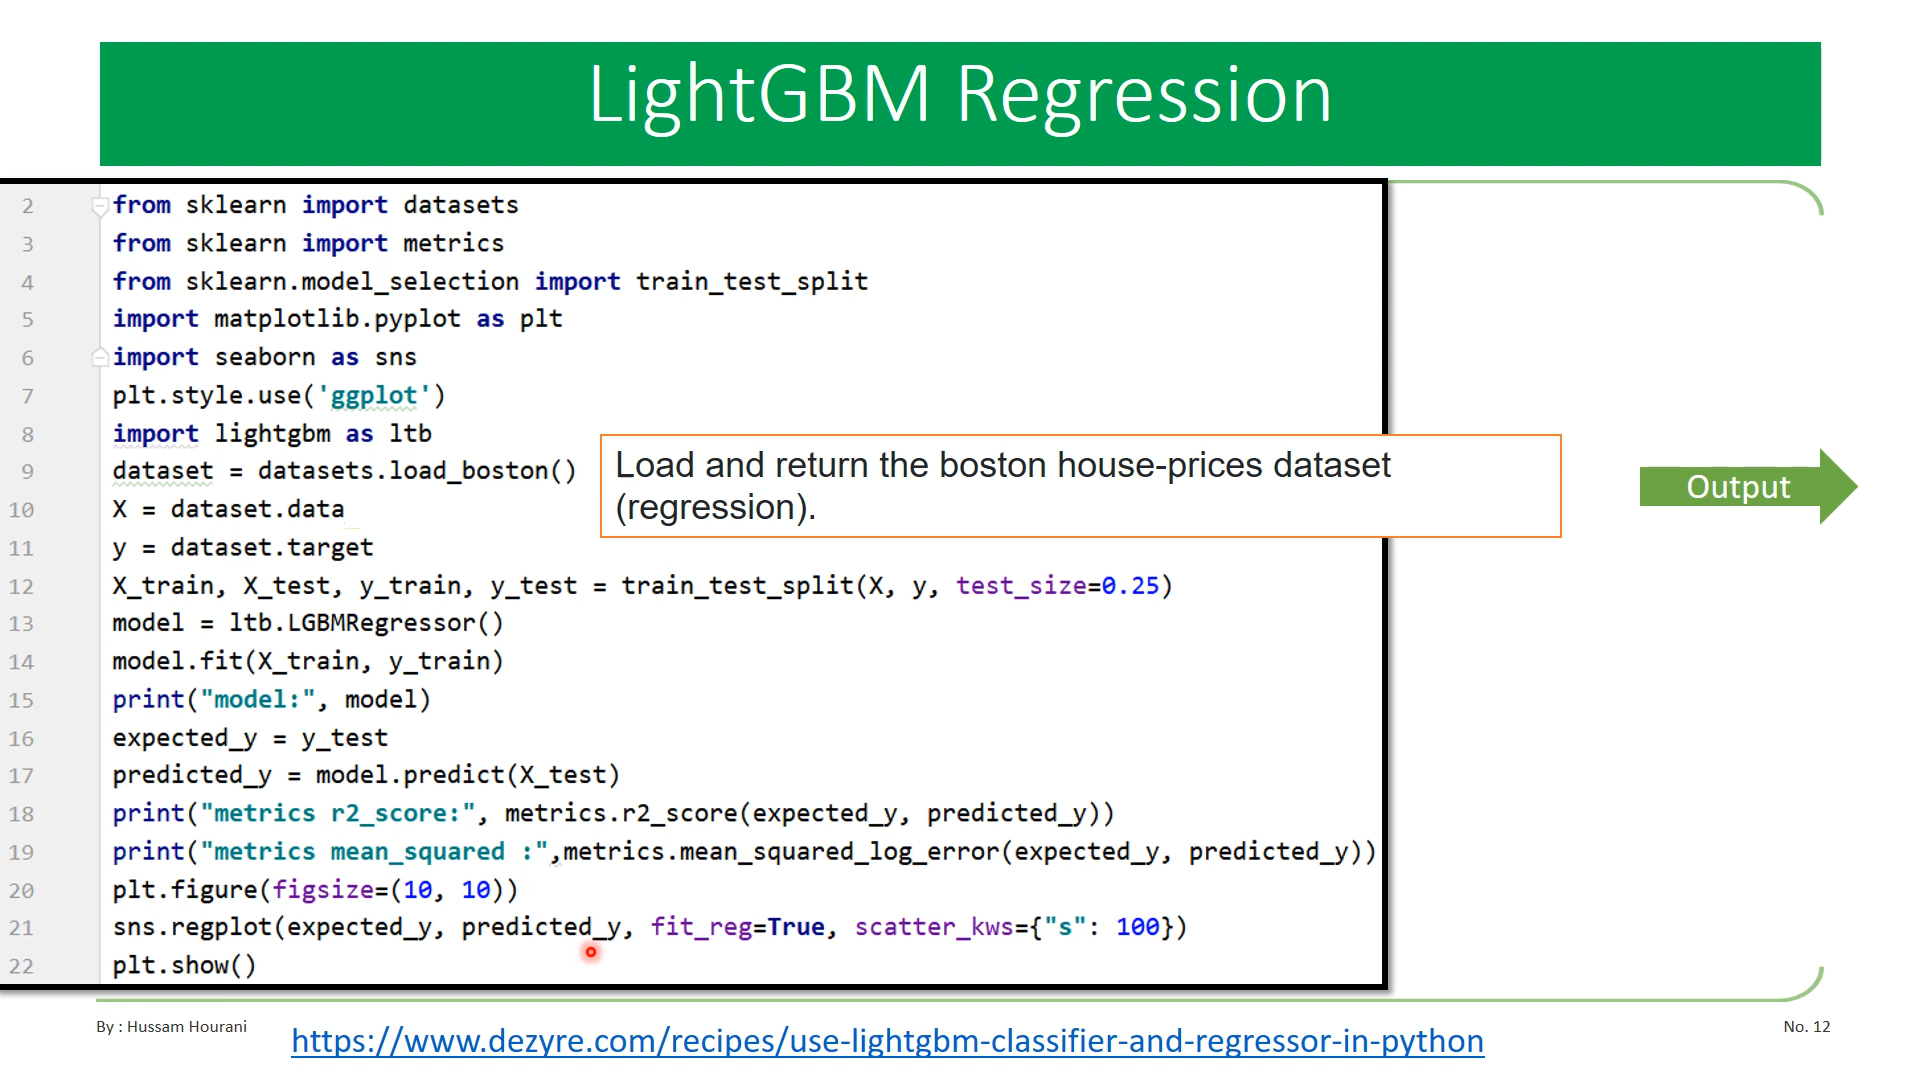 LightGBM Regression
2 from sklearn import datasets
3 from sklearn import metrics
4 from sklearn.model_selection import train_test_split
5 import matplotlib.pyplot as plt
6 import seaborn as sns
7 plt.style.use('ggplot')
8 import lightgbm as ltb
9 dataset = datasets.load_boston()
10 X = dataset.data
11 y = dataset.target
12 X_train, X_test, y_train, y_test = train_test_split(X, y, test_size=0.25)
13 model = ltb.LGBMRegressor()
14 model.fit(X_train, y_train)
15 print("model:", model)
16 expected_y = y_test
17 predicted_y = model.predict(X_test)
18 print("metrics r2_score:", metrics.r2_score(expected_y, predicted_y))
19 print("metrics mean_squared :",metrics.mean_squared_log_error(expected_y, predicted_y))
20 plt.figure(figsize=(10, 10))
21 sns.regplot(expected_y, predicted_y, fit_reg=True, scatter_kws={"s": 100})
22 plt.show()
Load and return the boston house-prices dataset
(regression).
Output
By : Hussam Hourani
https://www.dezyre.com/recipes/use-lightgbm-classifier-and-regressor-in-python
No. 12